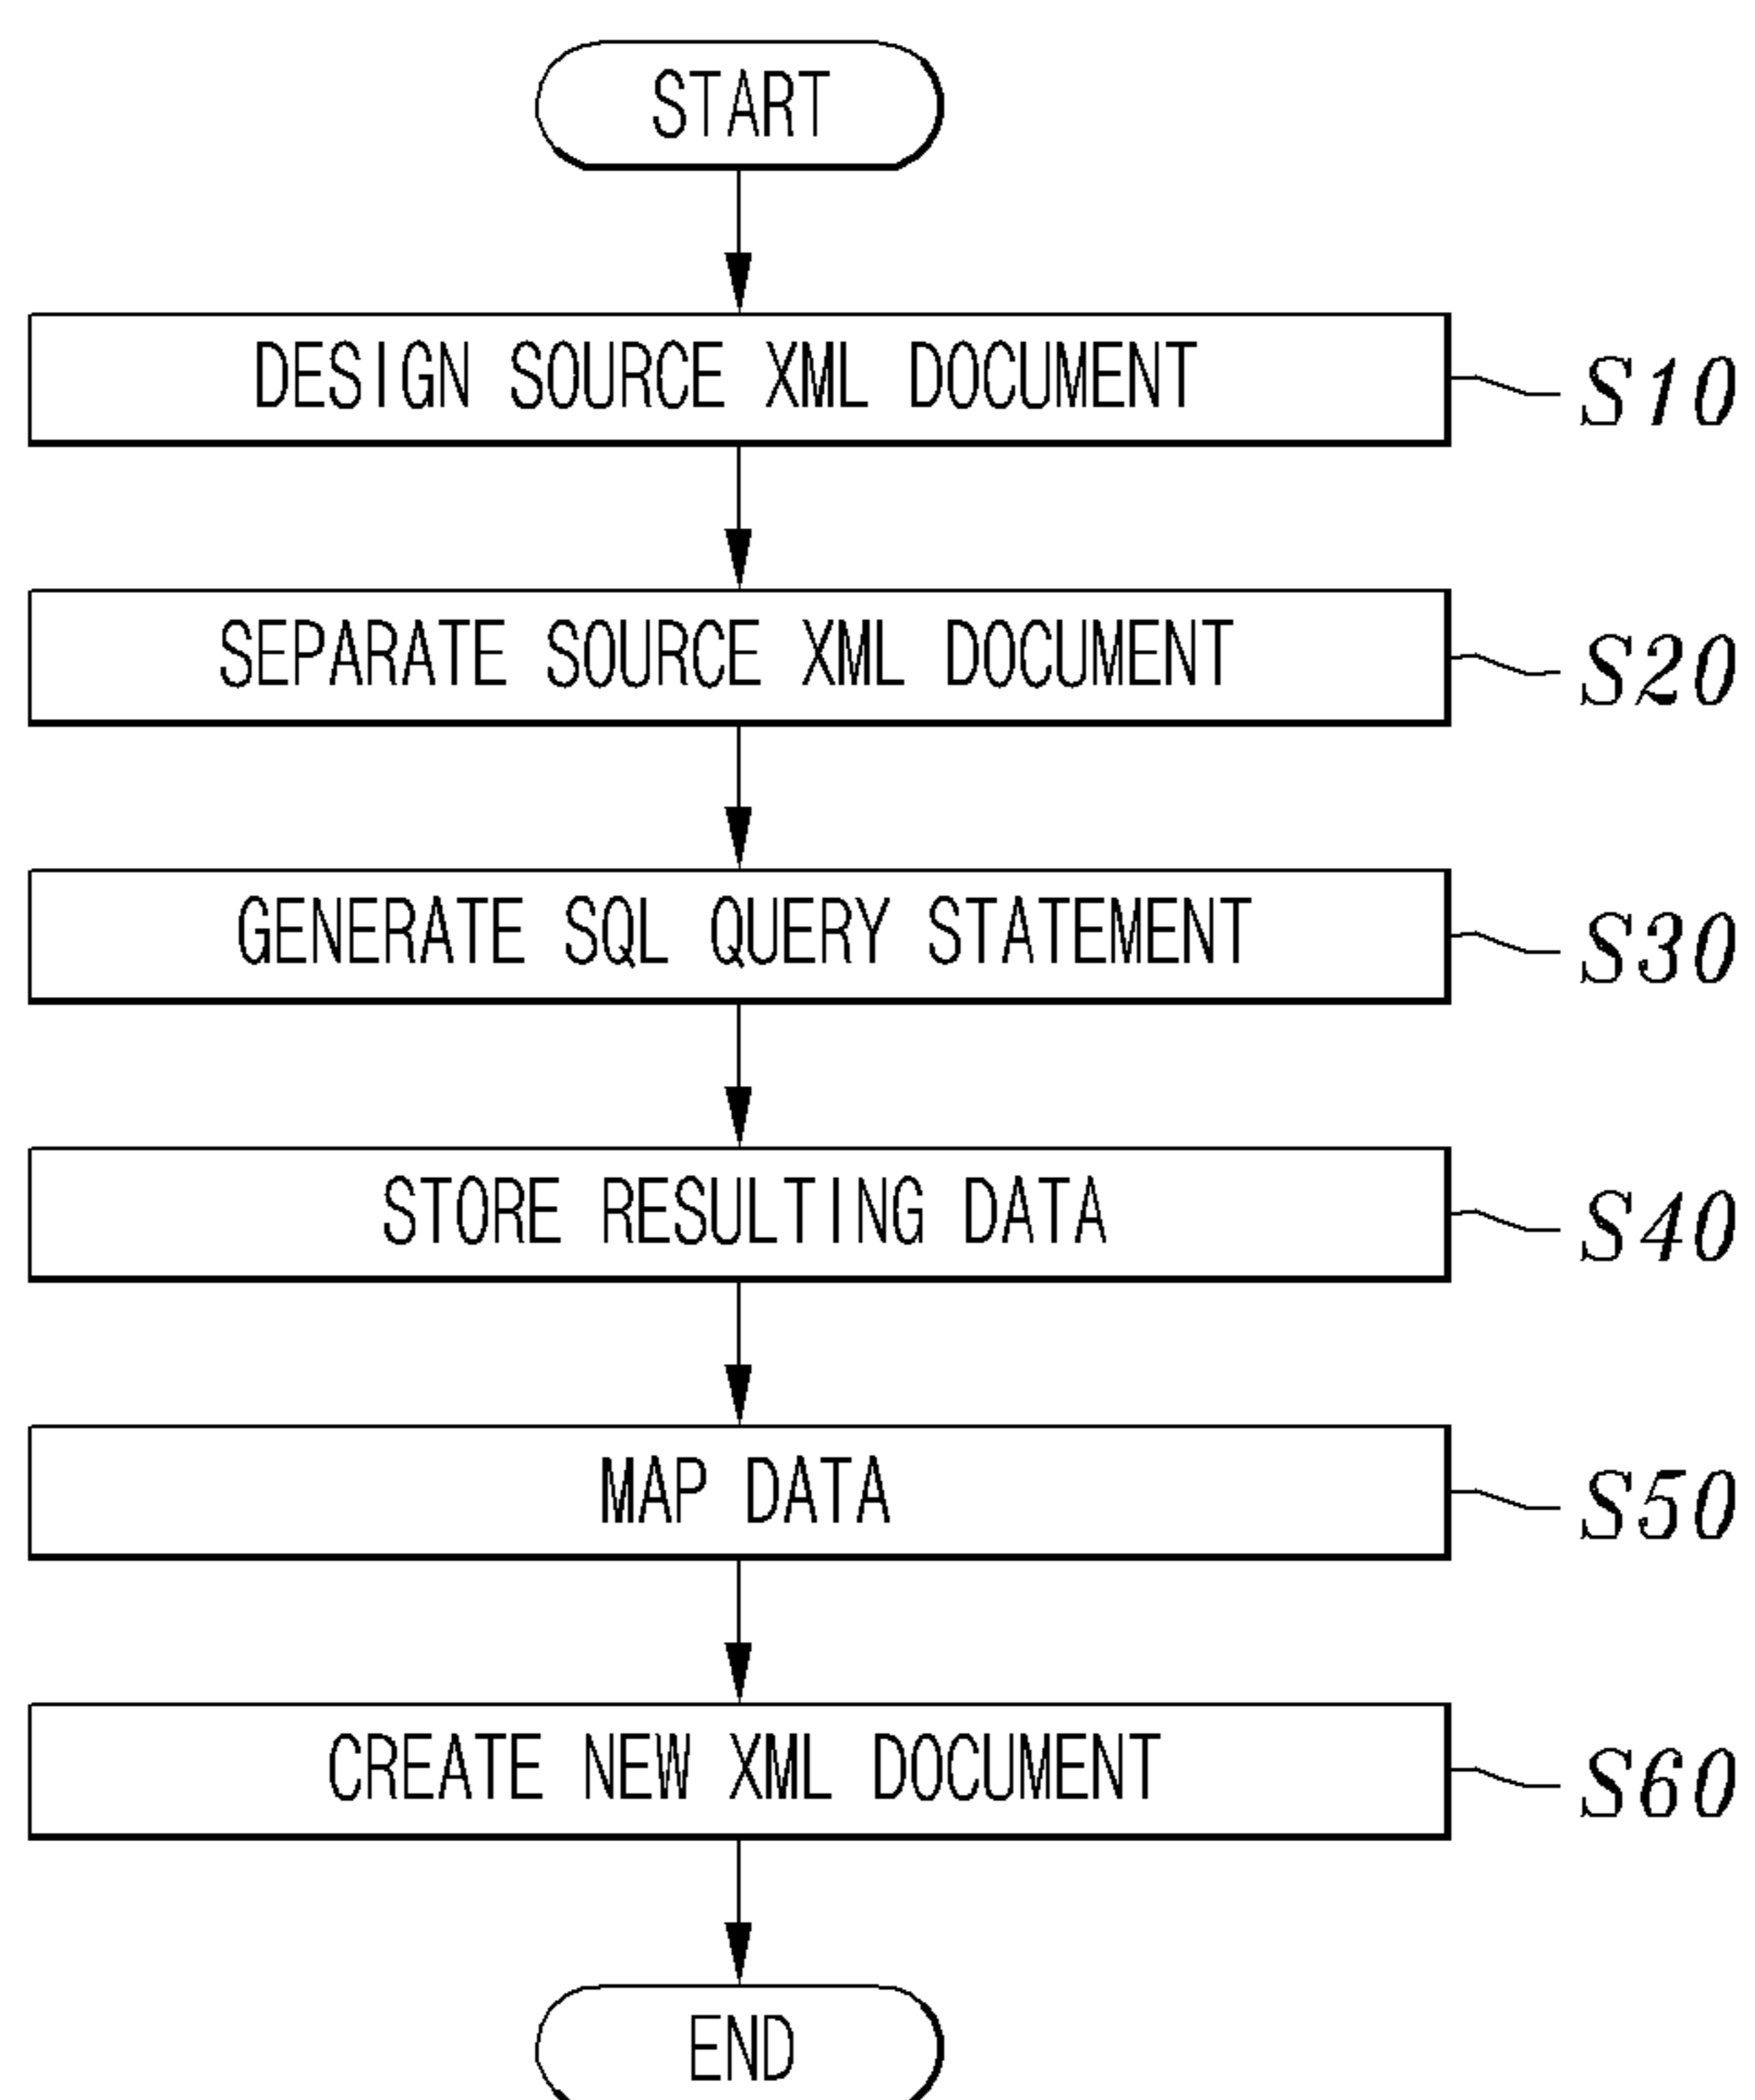 START
DESIGN SOURCE XML DOCUMENT
S10
SEPARATE SOURCE XML DOCUMENT
S20
GENERATE SQL QUERY STATEMENT
S30
STORE RESULTING DATA
S40
MAP DATA
S50
CREATE NEW XML DOCUMENT
S60
END